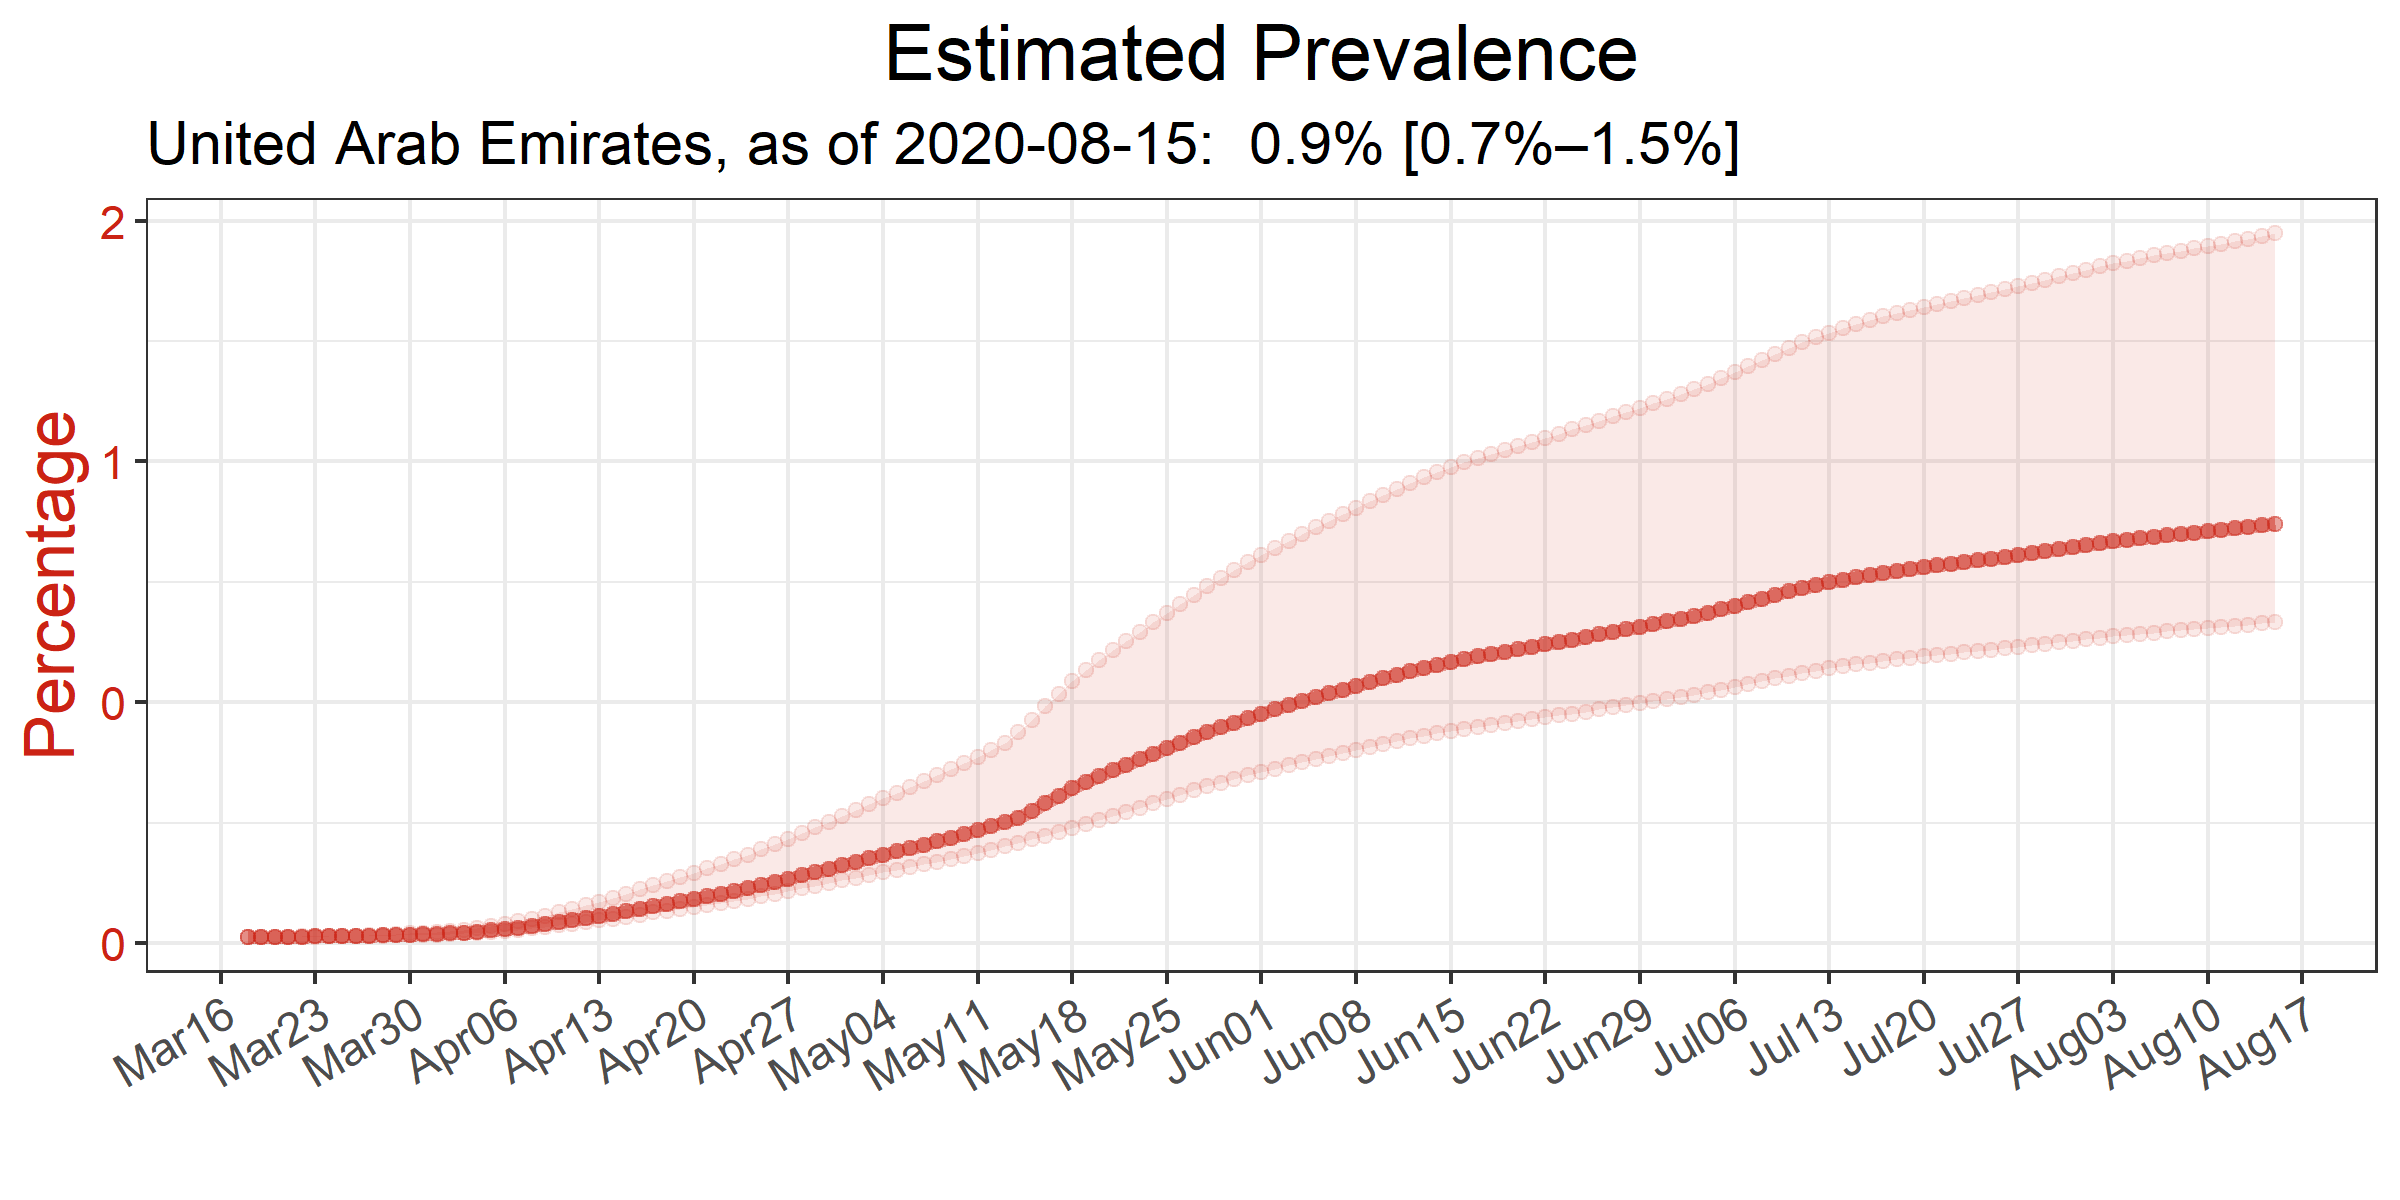 Estimated Prevalence
United Arab Emirates, as of 2020-08-15:  0.9% [0.7%–1.5%]
Percentage
2
1
0
0
Mar16
Mar23
Mar30
Apr06
Apr13
Apr20
Apr27
May04
May11
May18
May25
Jun01
Jun08
Jun15
Jun22
Jun29
Jul06
Jul13
Jul20
Jul27
Aug03
Aug10
Aug17